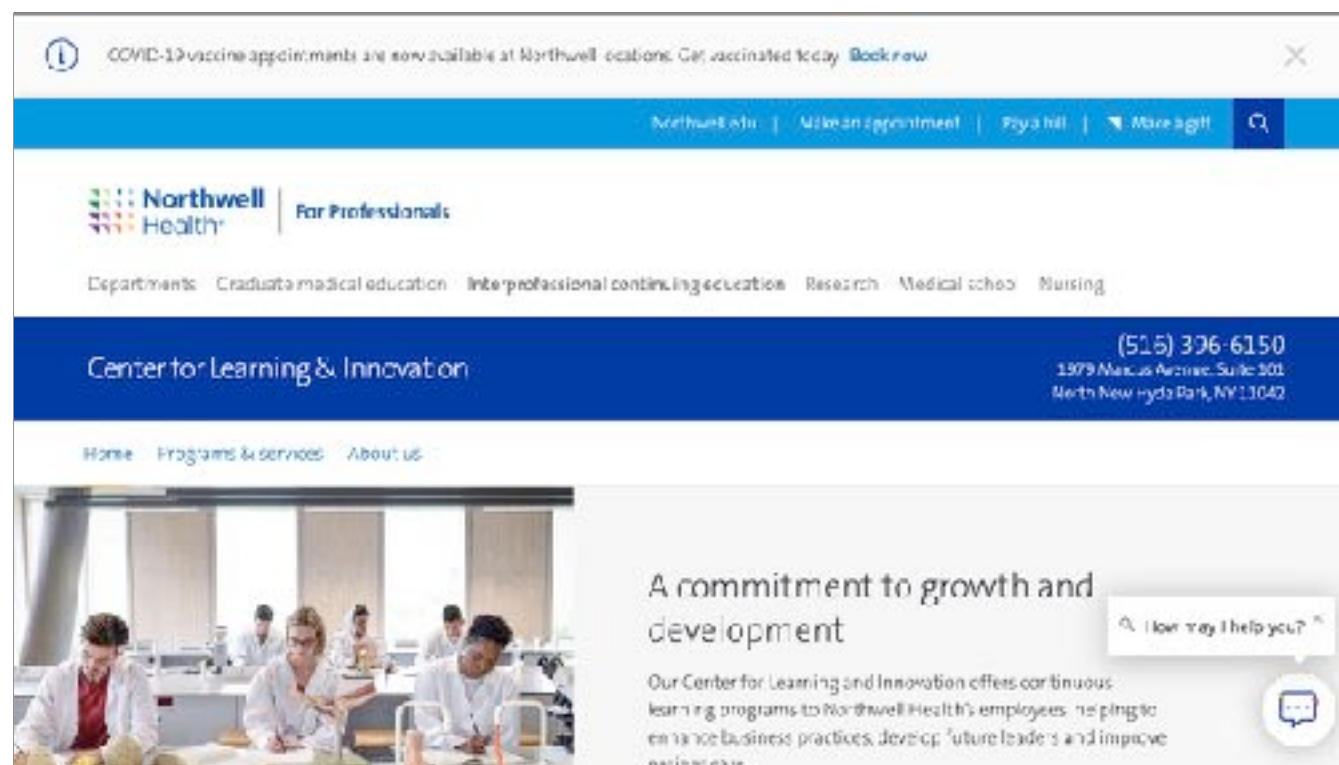 COVID-19 vaccine appointments are now available at Northwell locations. Get vaccinated today Book now
Northwell.edu | Make an appointment | Pay a bill | Make a gift
Northwell
Health
For Professionals
Departments Graduate medical education Interprofessional continuing education Research Medical school Nursing
Center for Learning & Innovation
(516) 396-6150
1979 Marcus Avenue, Suite 101
North New Hyde Park, NY 11042
Home Programs & services About us
A commitment to growth and
development
How may I help you?
Our Center for Learning and Innovation offers continuous
learning programs to Northwell Health's employees, helping to
enhance business practices, develop future leaders and improve